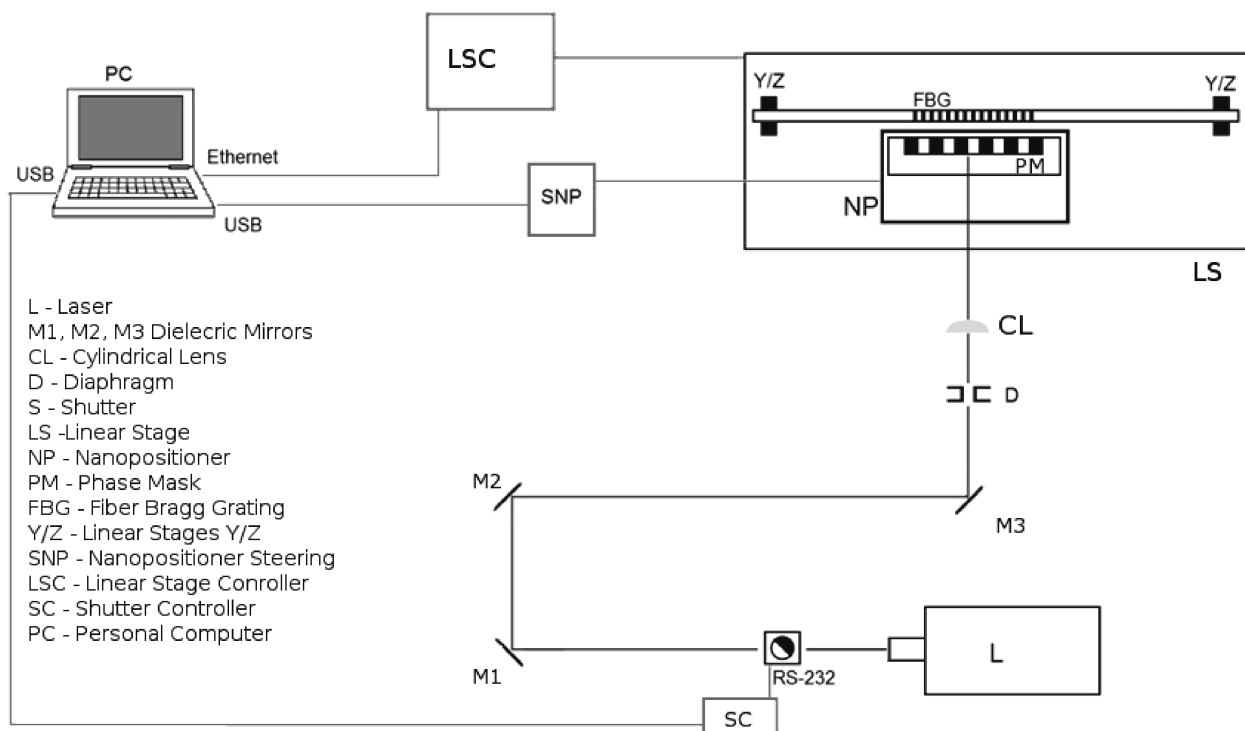 PC
LSC
Y/Z
Y/Z
FBG
Ethernet
USB
PM
SNP
NP
USB
LS
L - Laser
M1, M2, M3 Dielecric Mirrors
CL - Cylindrical Lens
D - Diaphragm
S - Shutter
LS -Linear Stage
NP - Nanopositioner
PM - Phase Mask
FBG - Fiber Bragg Grating
Y/Z - Linear Stages Y/Z
SNP - Nanopositioner Steering
LSC - Linear Stage Conroller
SC - Shutter Controller
PC - Personal Computer
CL
D
M2
M3
L
M1
RS-232
SC